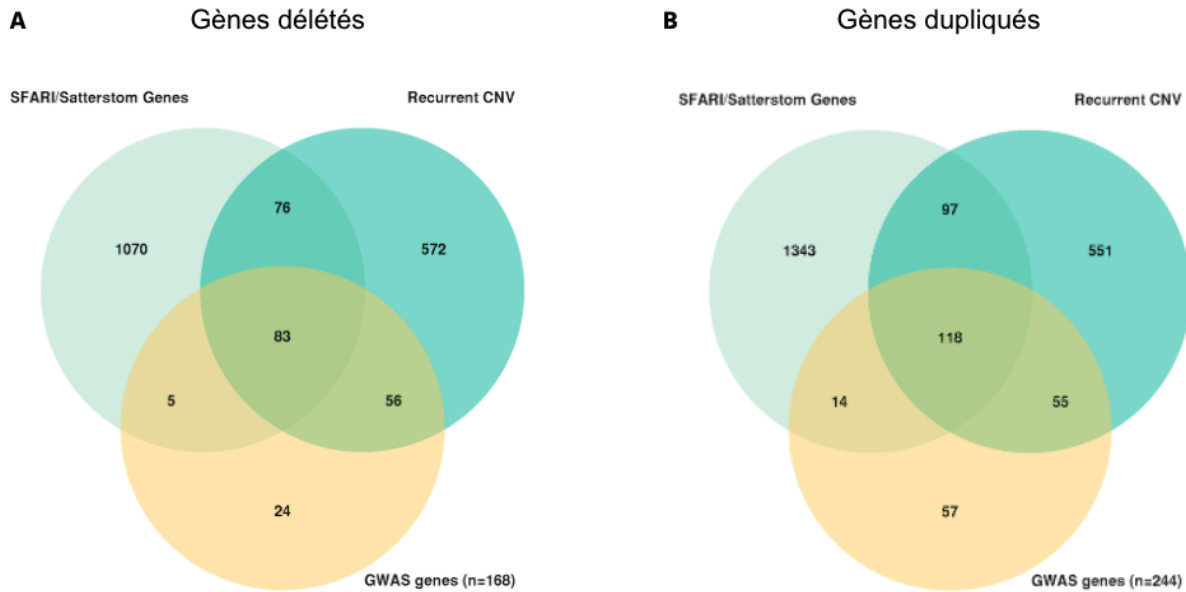 A
Gènes délétés
SFARI/Satterstom Genes
Recurrent CNV
76
1070
572
83
5
56
24
GWAS genes (n=168)
B
Gènes dupliqués
SFARI/Satterstom Genes
Recurrent CNV
97
1343
551
118
14
55
57
GWAS genes (n=244)